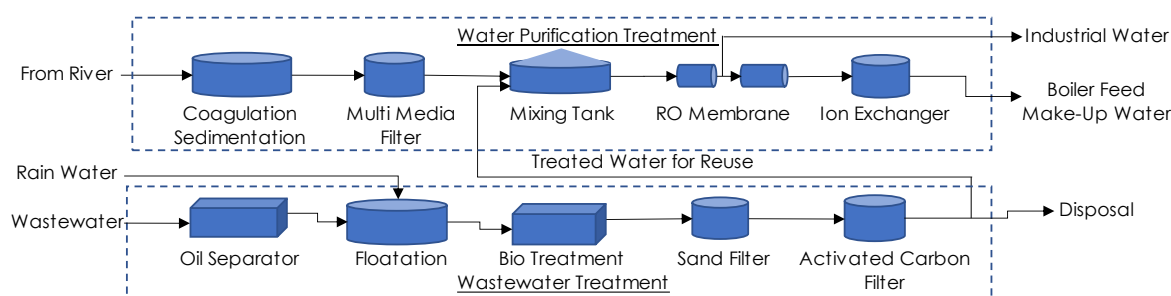 Water Purification Treatment
Industrial Water
From River
Boiler Feed
Make-Up Water
Coagulation
Sedimentation
Multi Media
Filter
Mixing Tank
RO Membrane
Ion Exchanger
Treated Water for Reuse
Rain Water
Wastewater
Disposal
Oil Separator
Floatation
Bio Treatment
Sand Filter
Activated Carbon
Filter
Wastewater Treatment